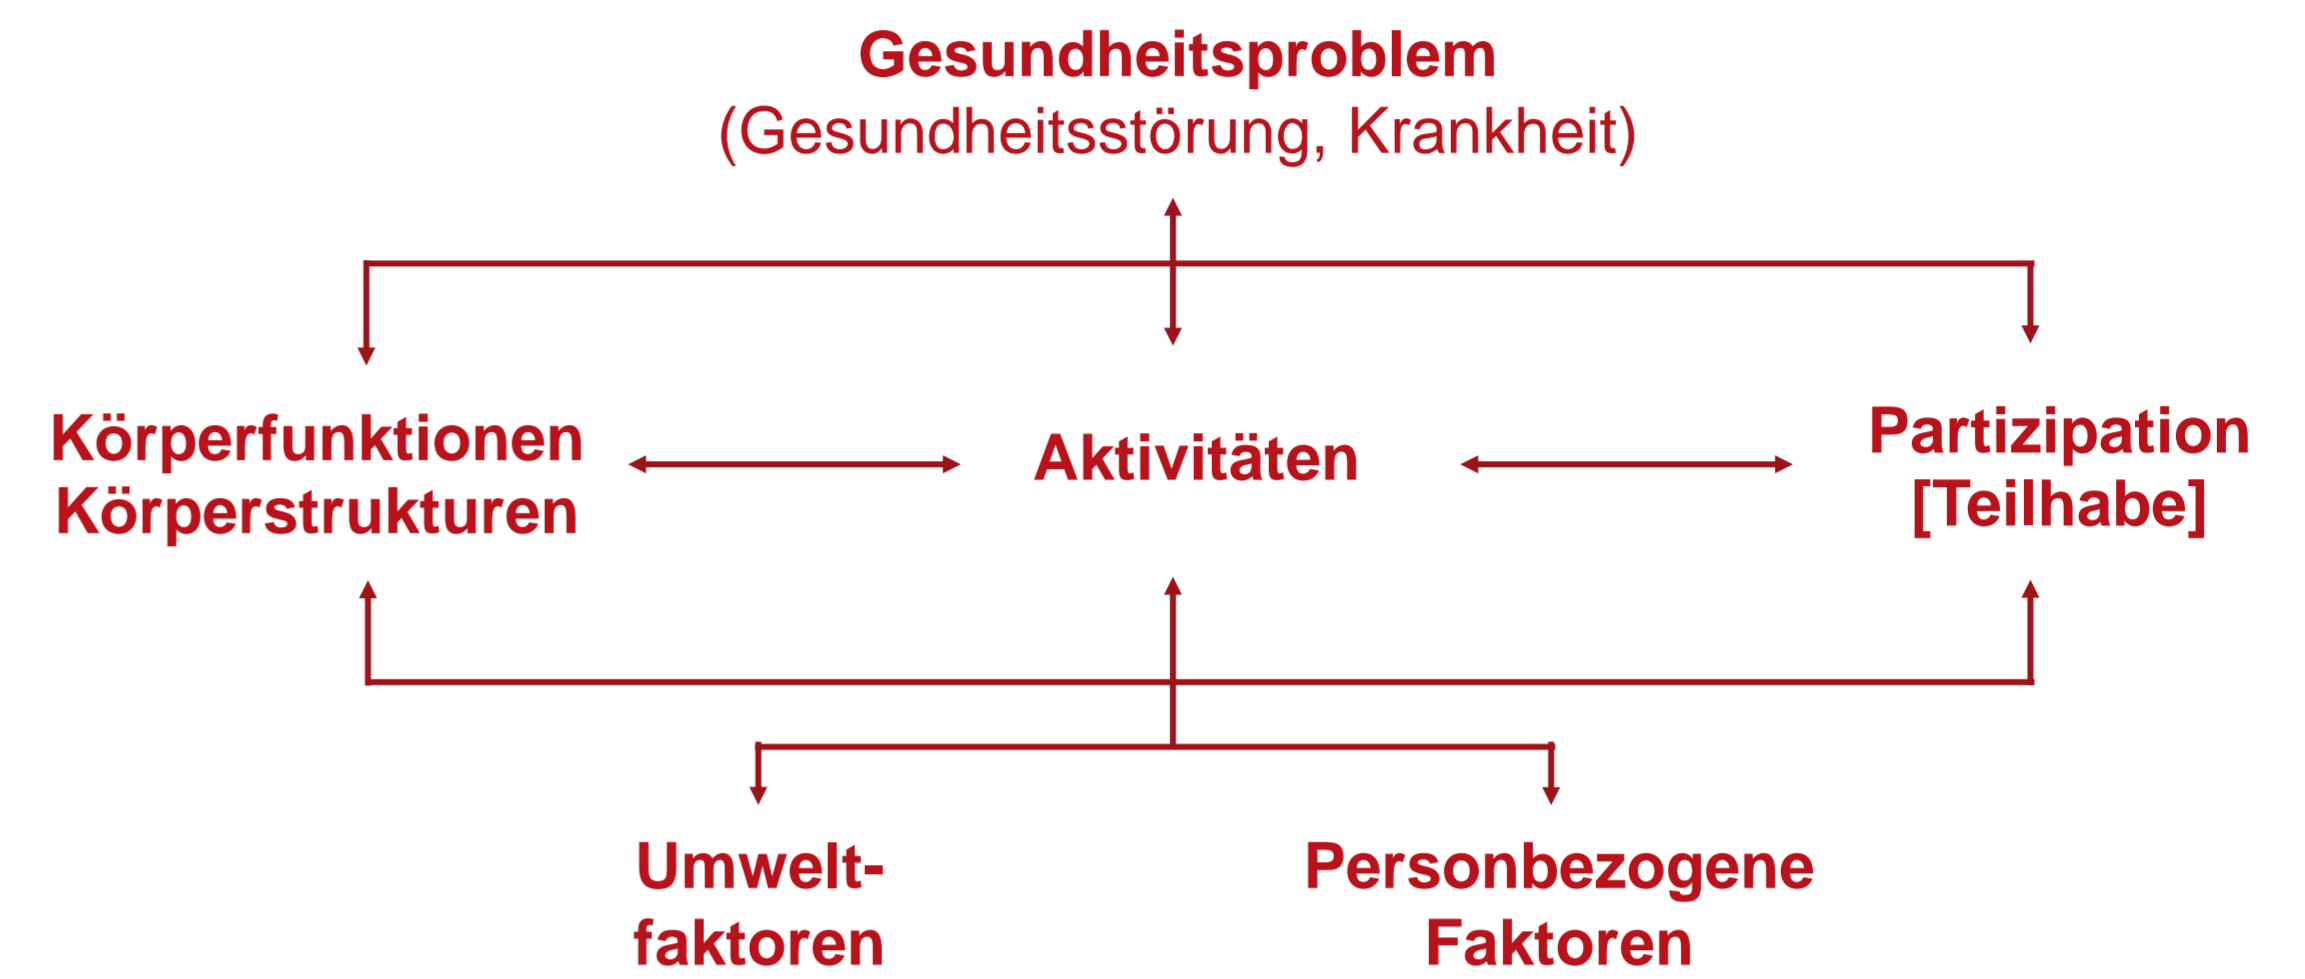 Gesundheitsproblem
(Gesundheitsstörung, Krankheit)
Körperfunktionen
Körperstrukturen
Aktivitäten
Partizipation
[Teilhabe]
Umwelt-
faktoren
Personbezogene
Faktoren